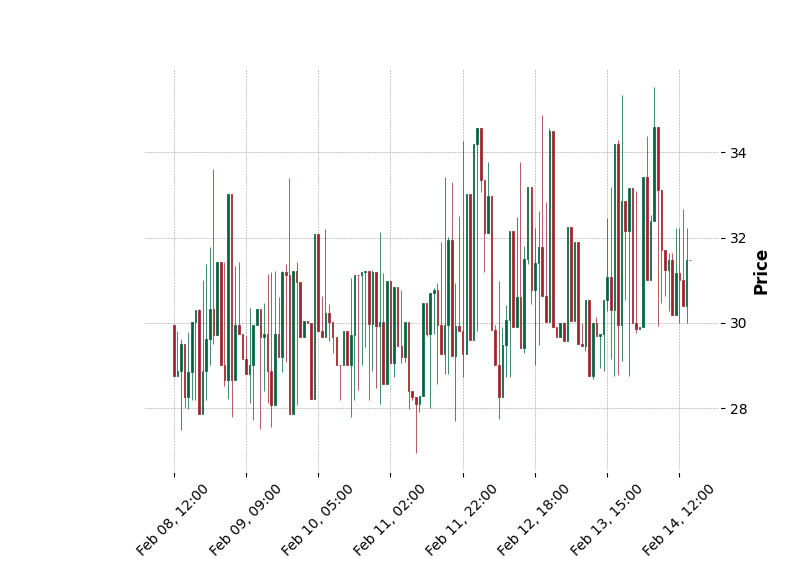 34
32
30
28
Price
Feb 08, 12:00
Feb 09, 09:00
Feb 10, 05:00
Feb 11, 02:00
Feb 11, 22:00
Feb 12, 18:00
Feb 13, 15:00
Feb 14, 12:00